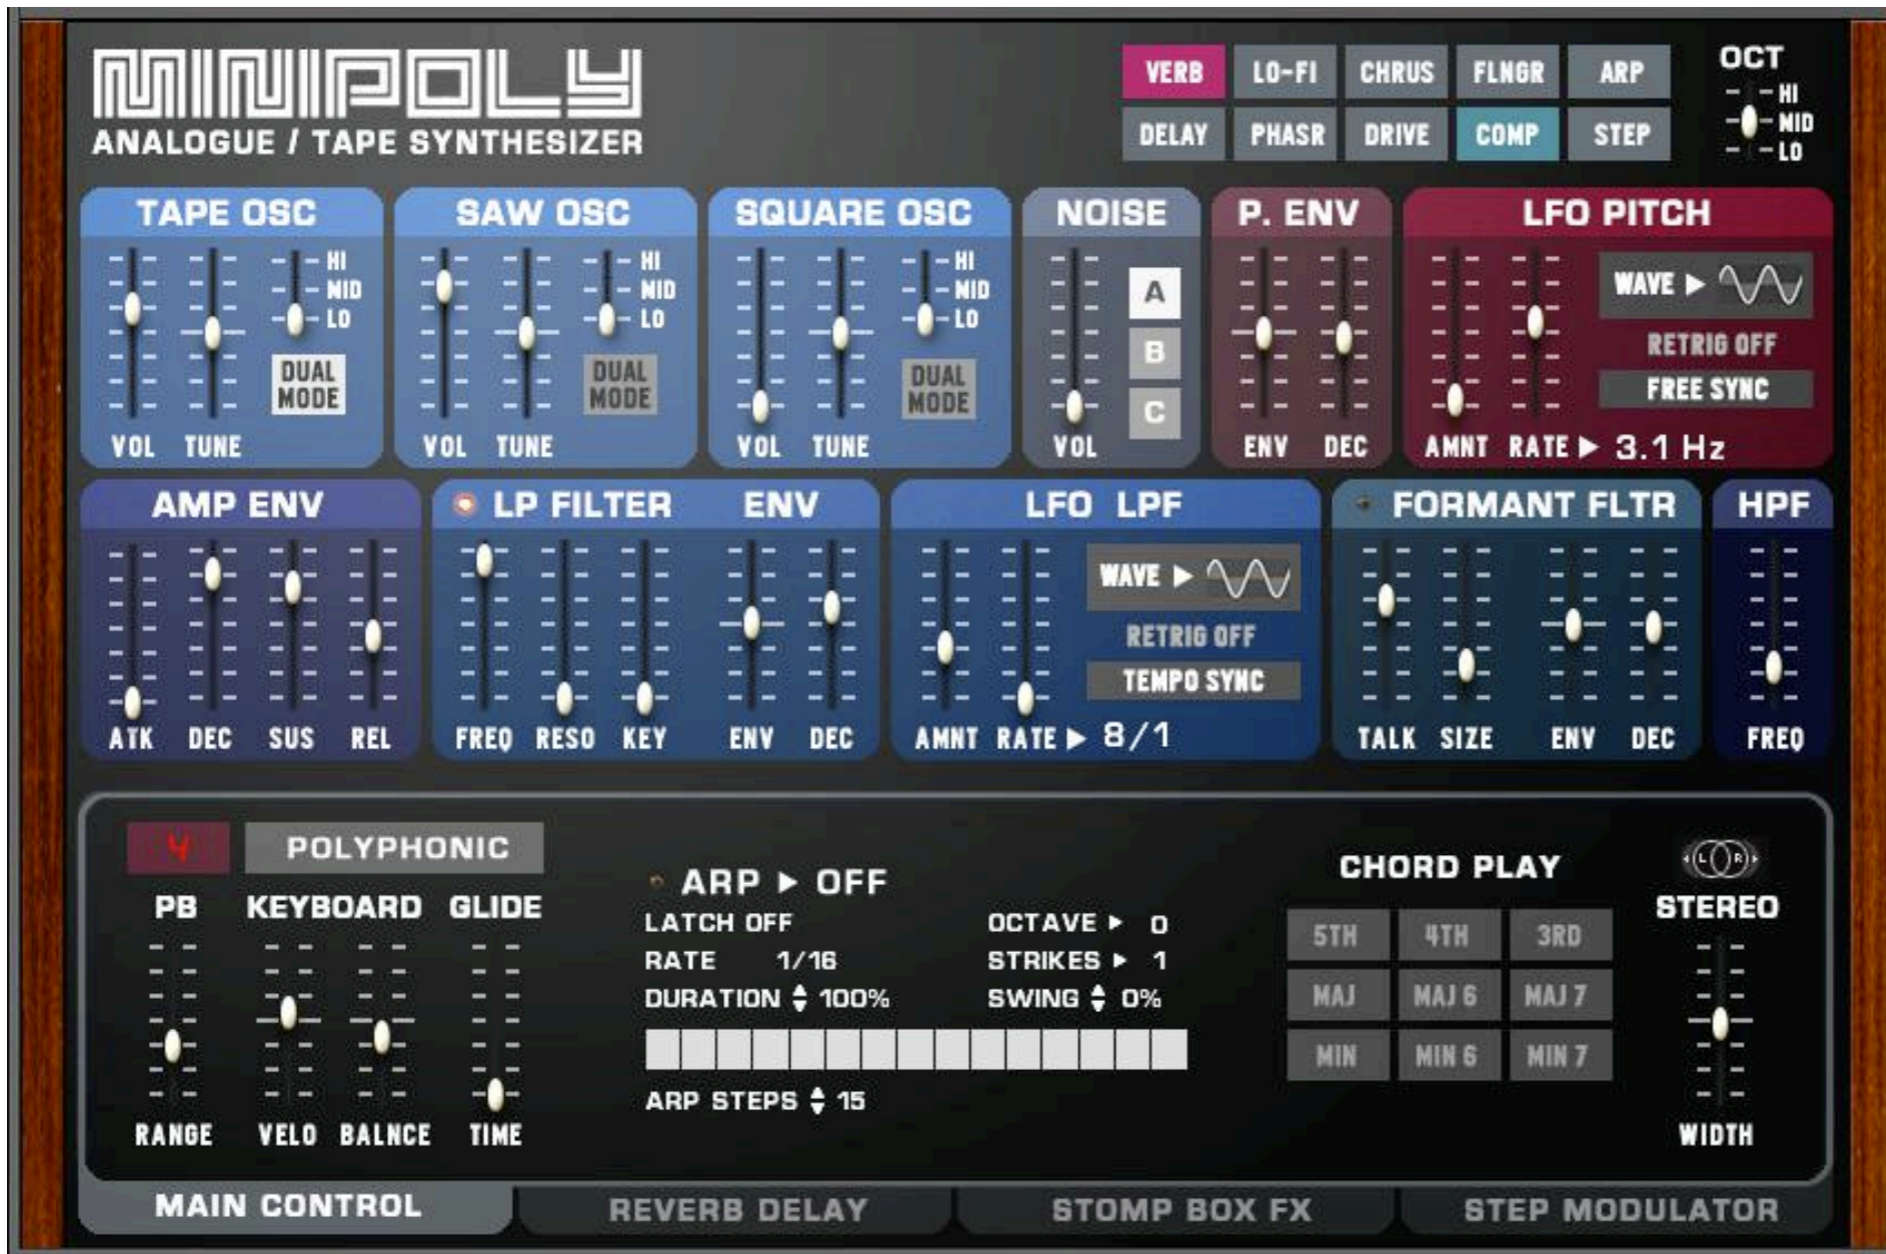 MINIPOLY
ANALOGUE / TAPE SYNTHESIZER
VERB LO-FI CHRUS FLNGR ARP
DELAY PHASR DRIVE COMP STEP
OCT
HI
MID
LO
TAPE OSC
HI
MID
LO
DUAL
MODE
VOL TUNE
SAW OSC
HI
MID
LO
DUAL
MODE
VOL TUNE
SQUARE OSC
HI
MID
LO
DUAL
MODE
VOL TUNE
NOISE
A
B
C
VOL
P. ENV
ENV DEC
LFO PITCH
WAVE ▶
RETRIG OFF
FREE SYNC
AMNT RATE ▶ 3.1 Hz
AMP ENV
ATK DEC SUS REL
LP FILTER ENV
FREQ RESO KEY ENV DEC
LFO LPF
WAVE ▶
RETRIG OFF
TEMPO SYNC
AMNT RATE ▶ 8/1
FORMANT FLTR
TALK SIZE ENV DEC
HPF
FREQ
4 POLYPHONIC
PB KEYBOARD GLIDE
RANGE VELO BALNCE TIME
ARP ▶ OFF
LATCH OFF OCTAVE ▶ 0
RATE 1/16 STRIKES ▶ 1
DURATION 100% SWING 0%
ARP STEPS 15
CHORD PLAY
5TH 4TH 3RD
MAJ MAJ 6 MAJ 7
MIN MIN 6 MIN 7
L R
STEREO
WIDTH
MAIN CONTROL REVERB DELAY STOMP BOX FX STEP MODULATOR